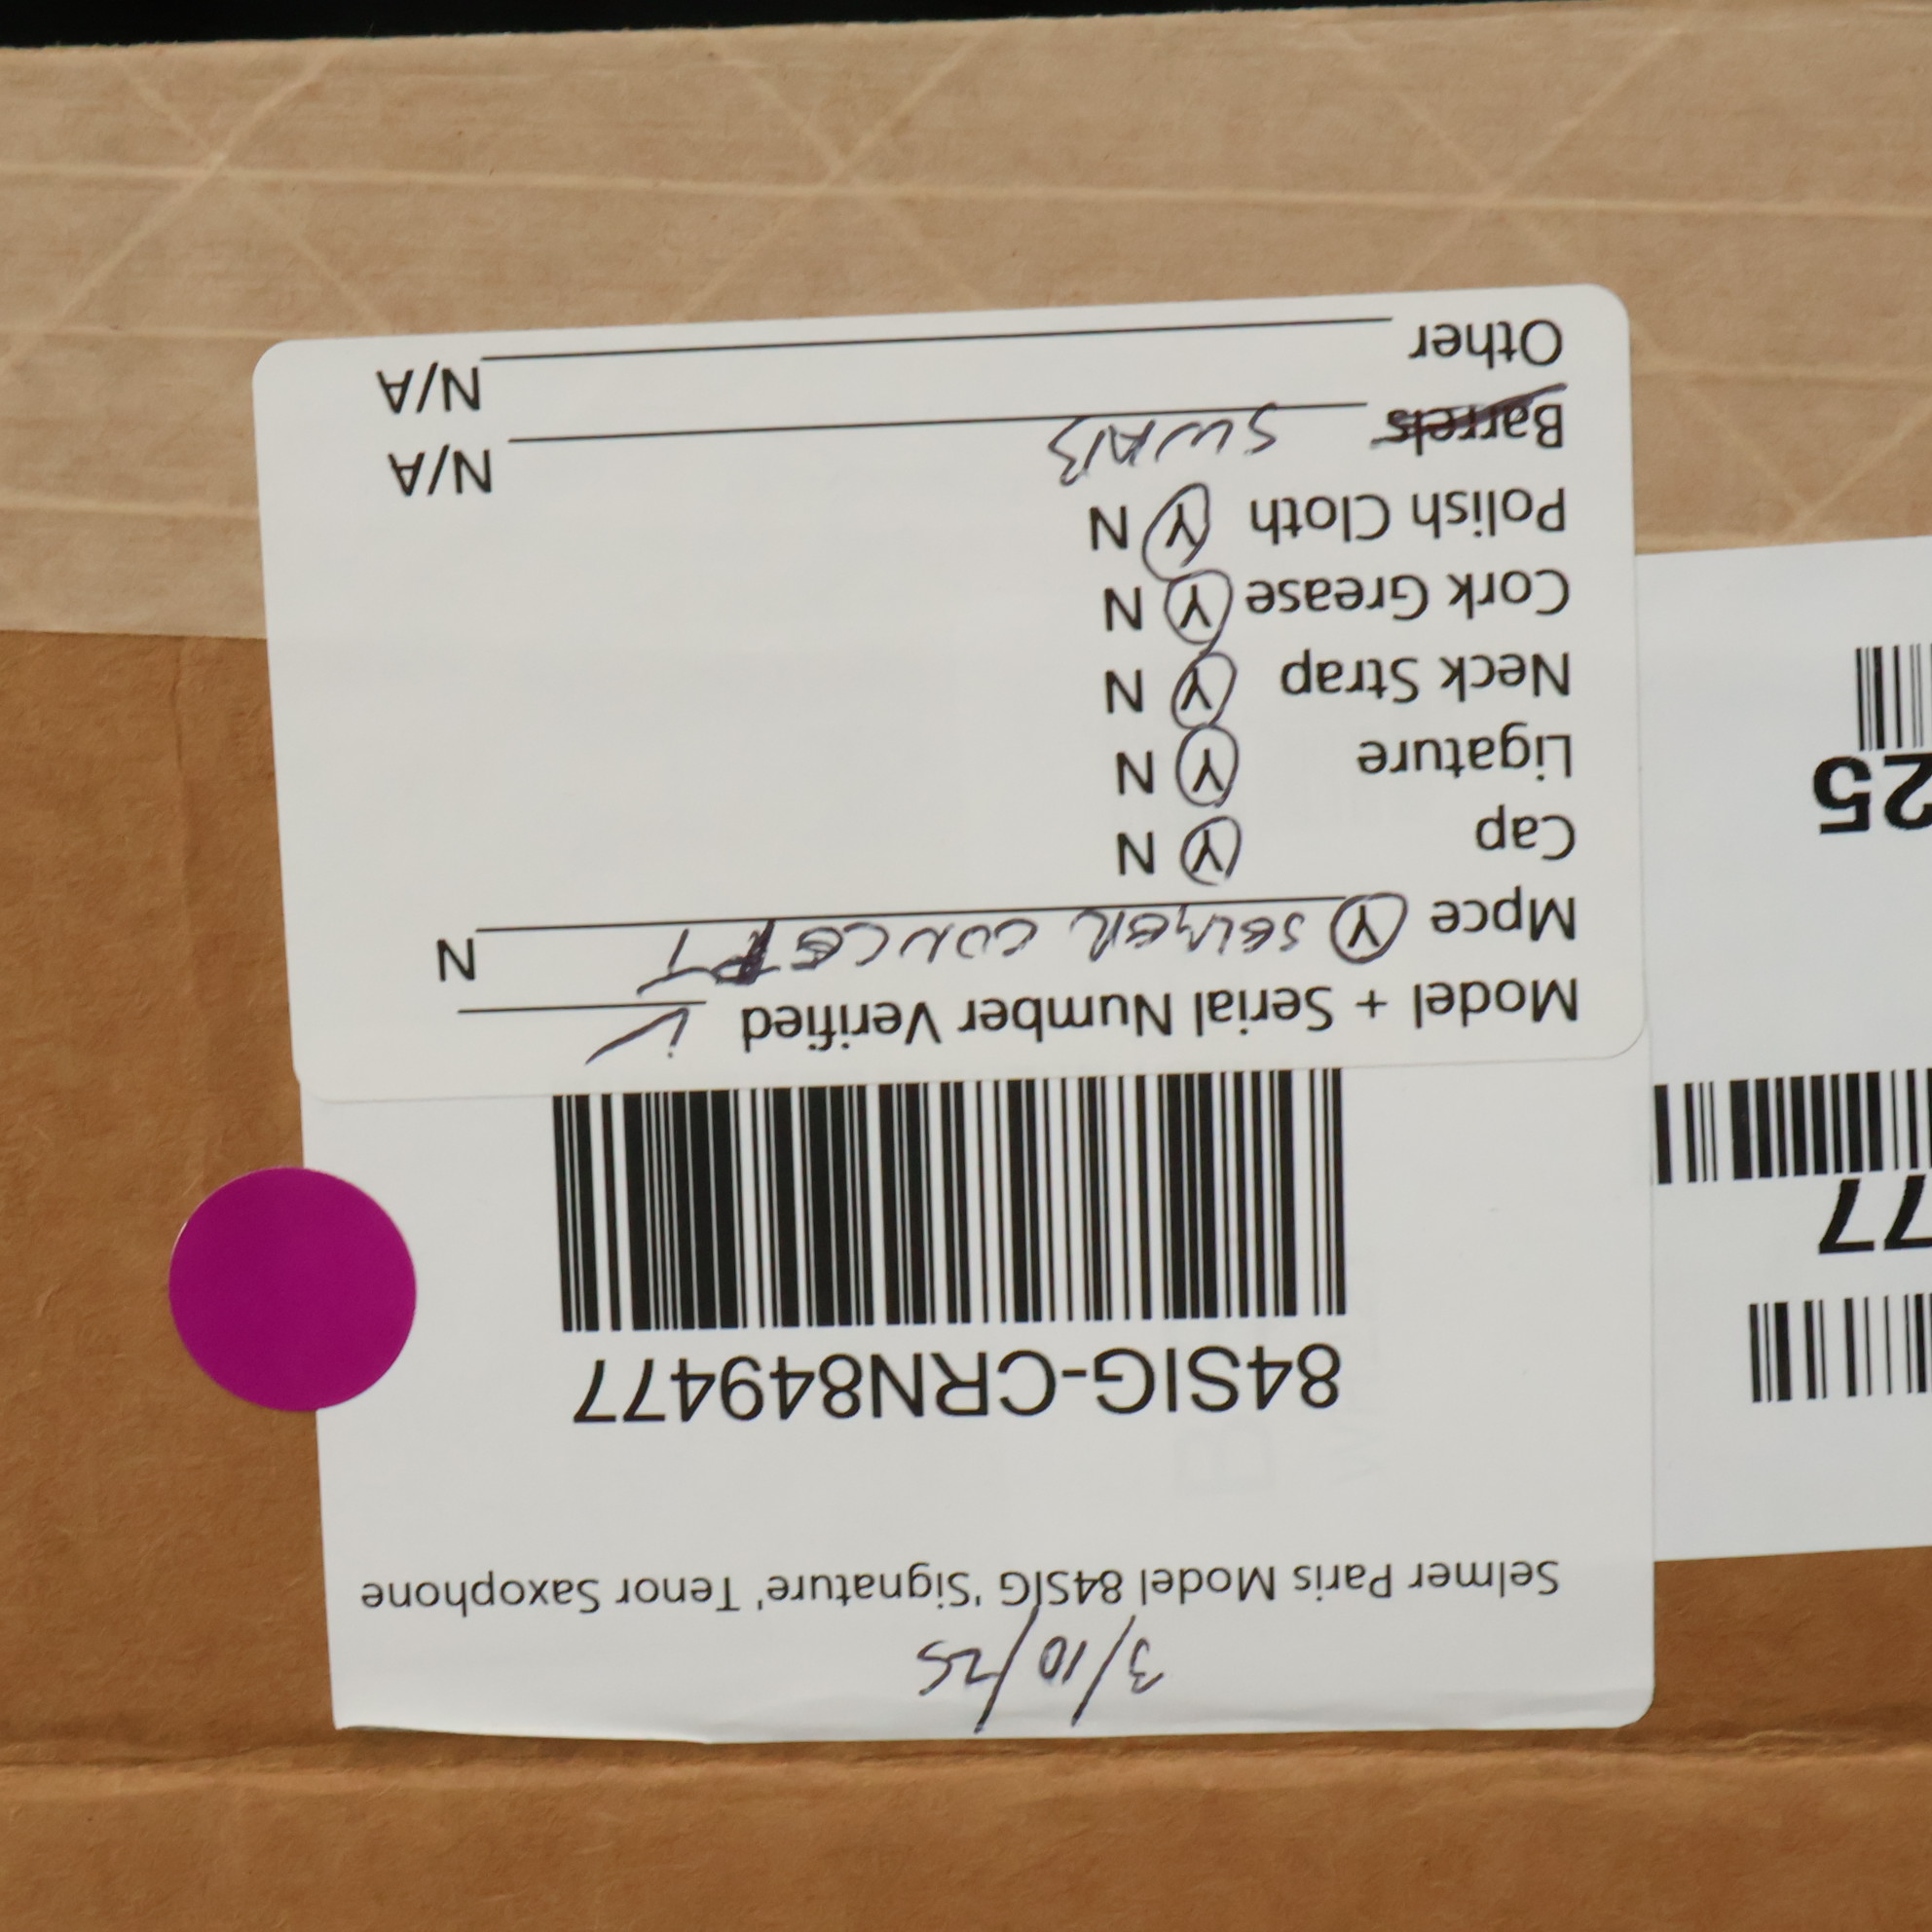 3/10/25
Selmer Paris Model 84SIG 'Signature' Tenor Saxophone
84SIG-CRN849477
Model + Serial Number Verified ✓
Mpce Y SELMER CONCEPT N
Cap Y N
Ligature Y N
Neck Strap Y N
Cork Grease Y N
Polish Cloth Y N
Barrels SWAB N/A
Other N/A
77
25